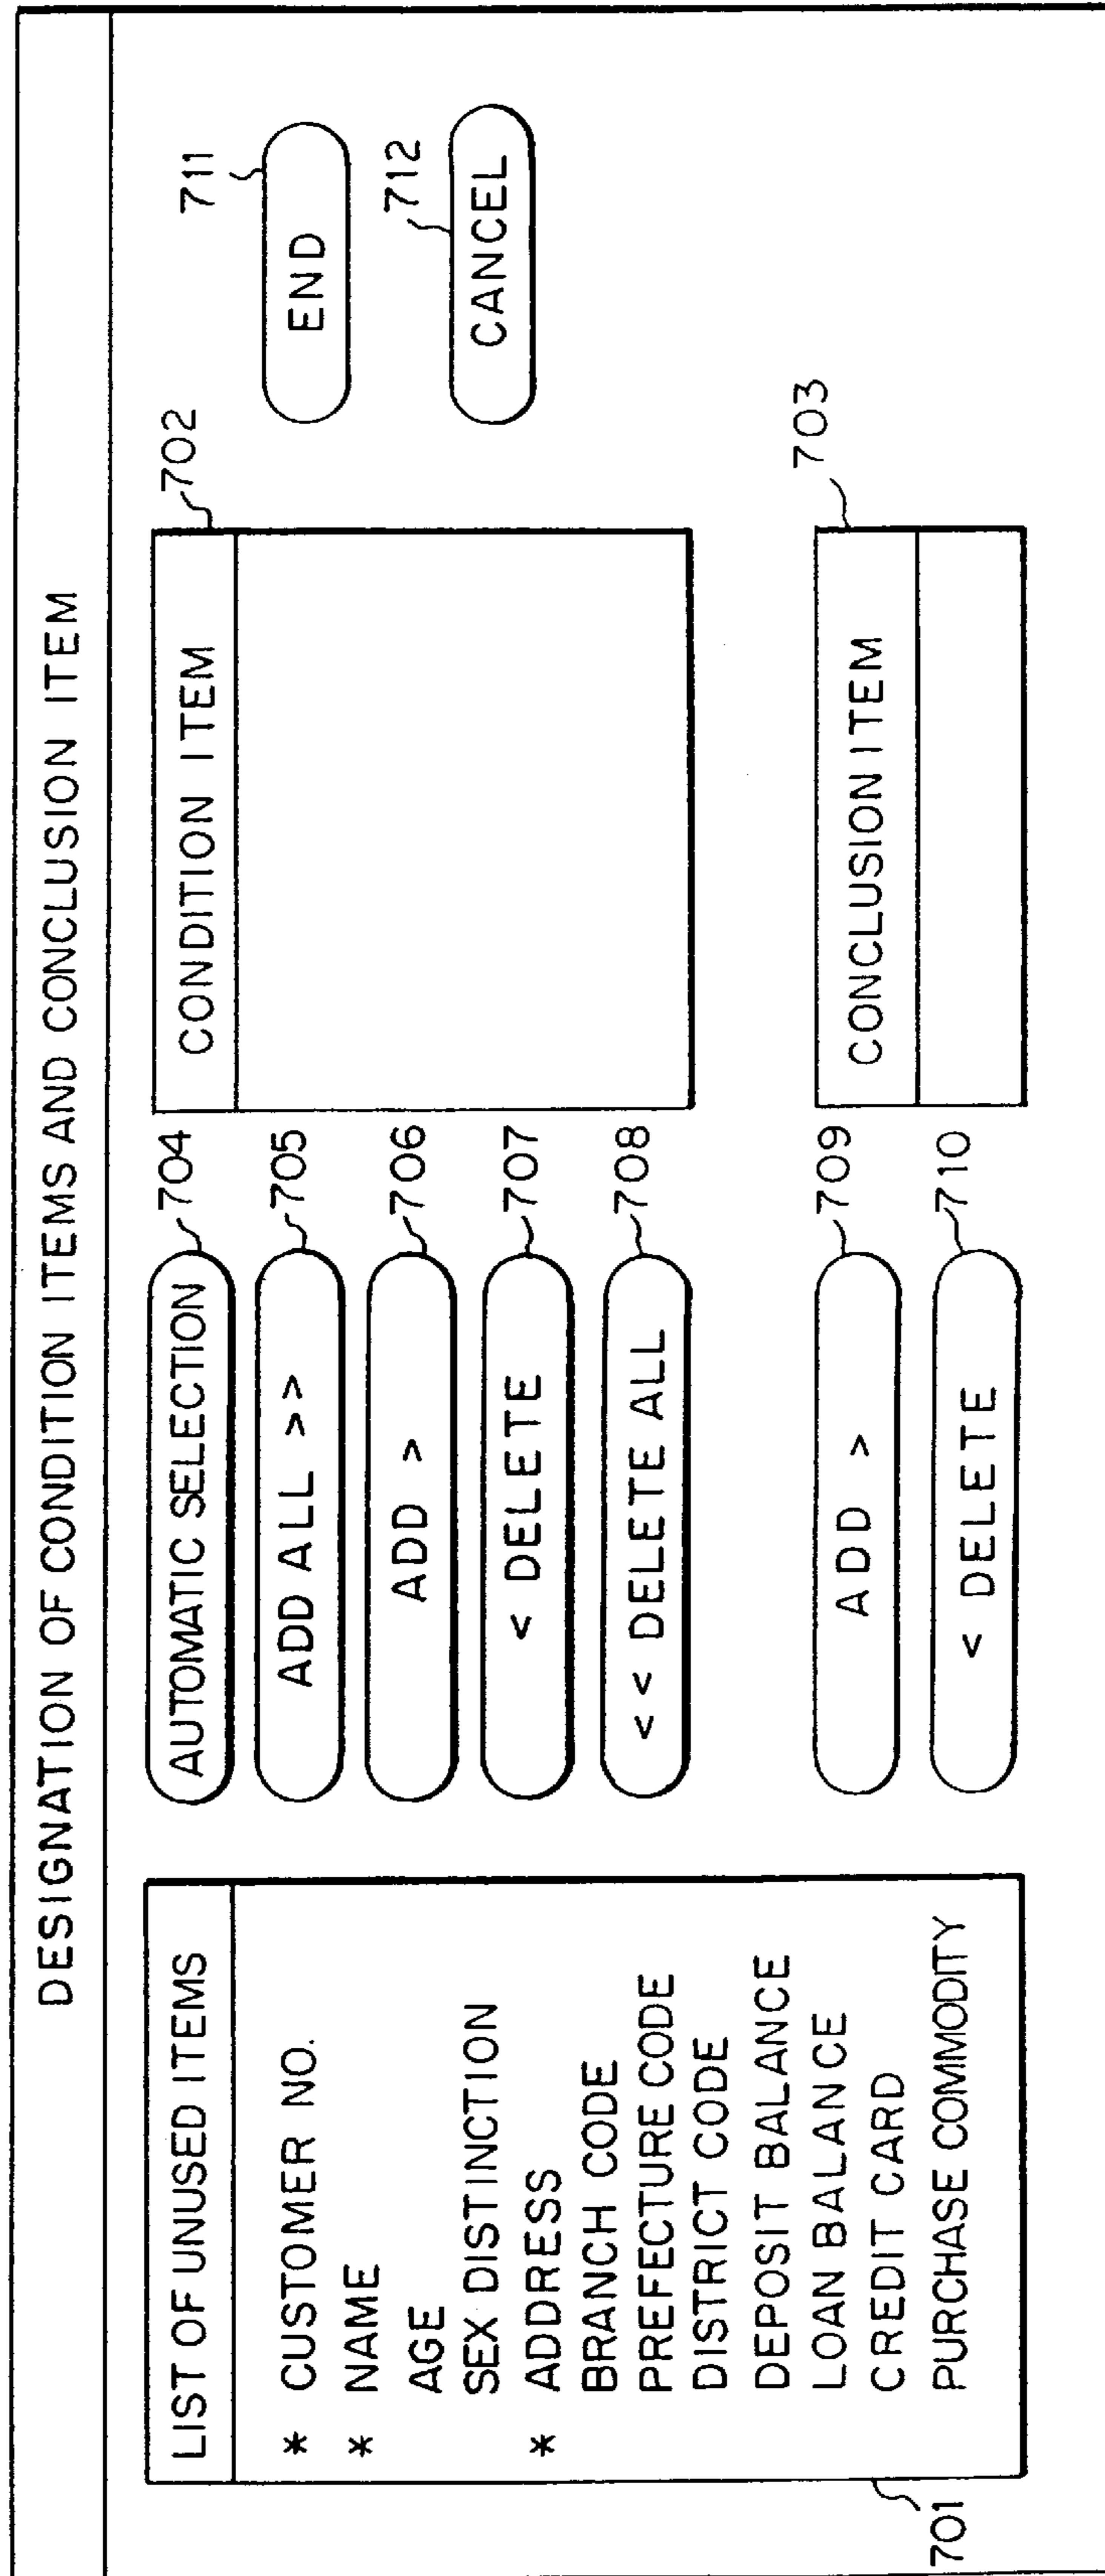 DESIGNATION OF CONDITION ITEMS AND CONCLUSION ITEM
LIST OF UNUSED ITEMS
* CUSTOMER NO.
* NAME
AGE
SEX DISTINCTION
* ADDRESS
BRANCH CODE
PREFECTURE CODE
DISTRICT CODE
DEPOSIT BALANCE
LOAN BALANCE
CREDIT CARD
PURCHASE COMMODITY
701
AUTOMATIC SELECTION
704
ADD ALL >>
705
ADD >
706
< DELETE
707
<< DELETE ALL
708
ADD >
709
< DELETE
710
CONDITION ITEM
702
CONCLUSION ITEM
703
END
711
CANCEL
712